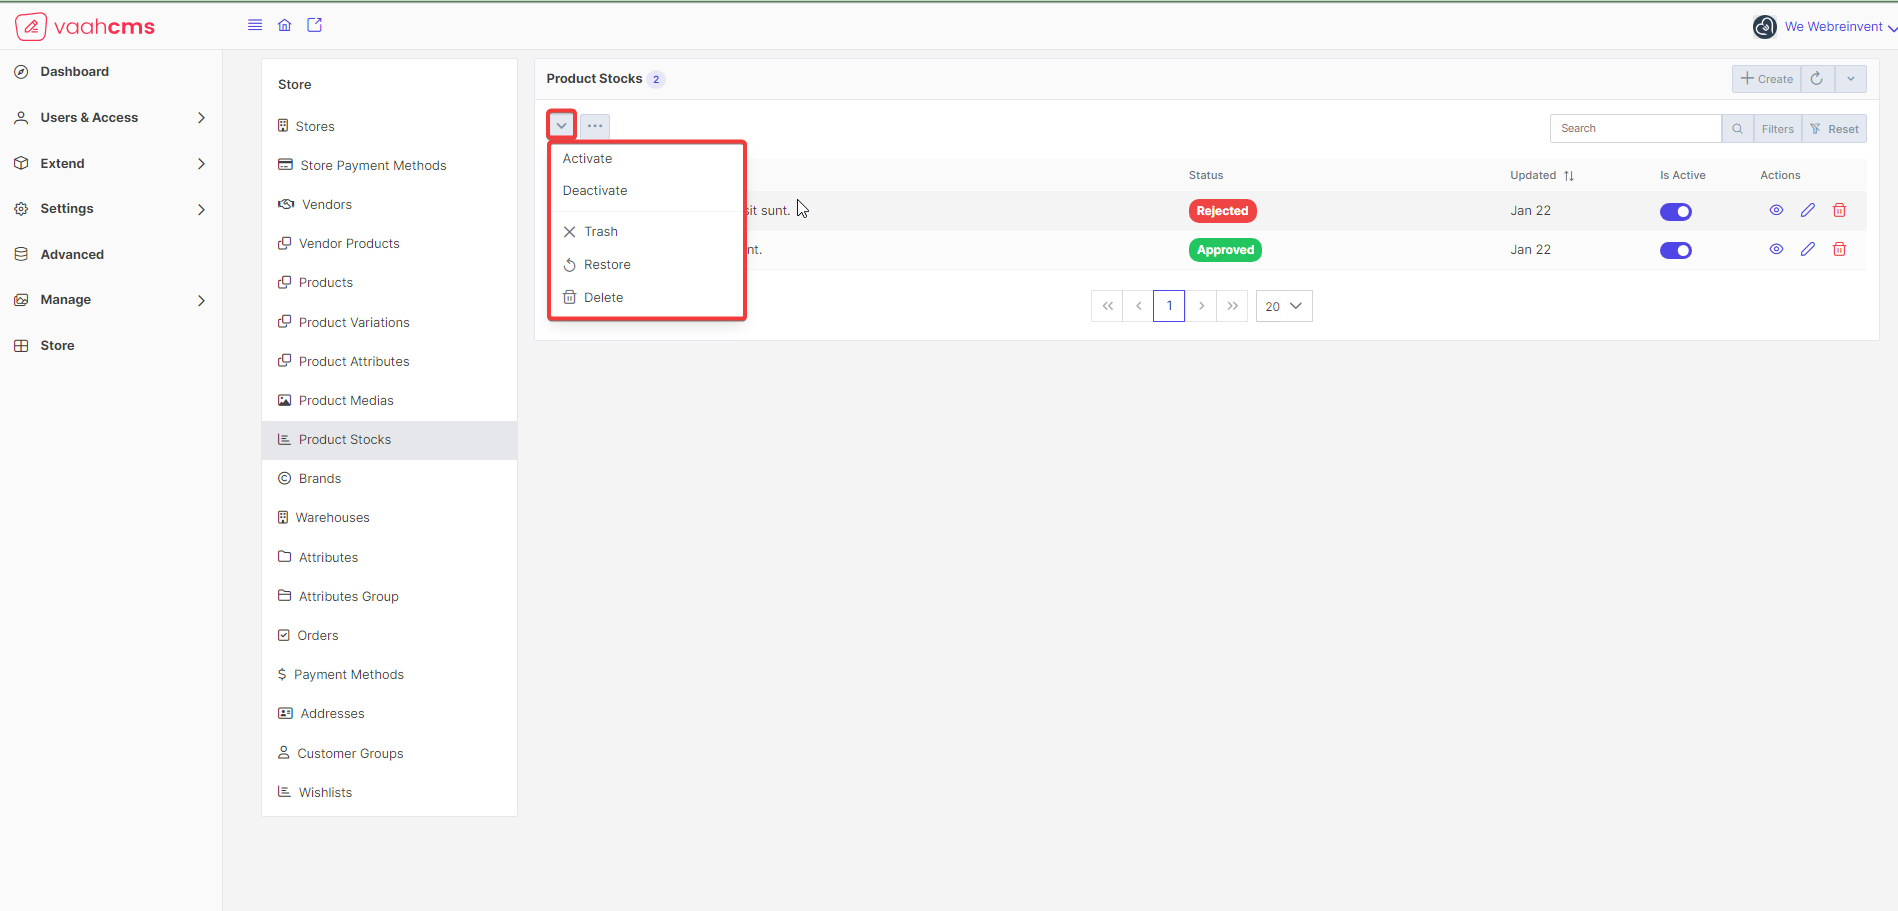 vaahcms
We Webreinvent
Dashboard
Users & Access
Extend
Settings
Advanced
Manage
Store
Store
Stores
Store Payment Methods
Vendors
Vendor Products
Products
Product Variations
Product Attributes
Product Medias
Product Stocks
Brands
Warehouses
Attributes
Attributes Group
Orders
$ Payment Methods
Addresses
Customer Groups
Wishlists
Product Stocks 2
+ Create
Search
Filters
Reset
Activate
Deactivate
Trash
Restore
Delete
Status Updated Is Active Actions
sit sunt. Rejected Jan 22
nt. Approved Jan 22
1
20